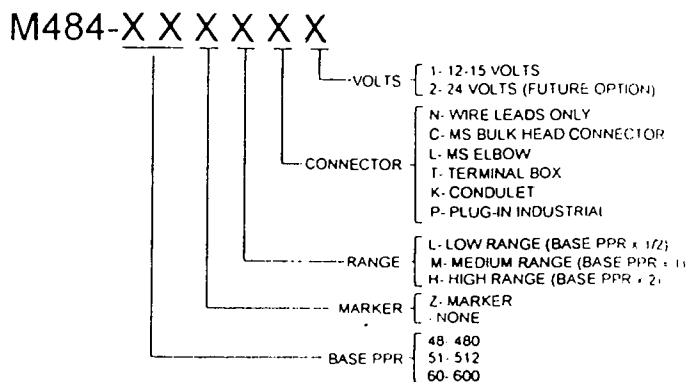 M484-X X X X X X
VOLTS
1- 12-15 VOLTS
2- 24 VOLTS (FUTURE OPTION)
CONNECTOR
N- WIRE LEADS ONLY
C- MS BULK HEAD CONNECTOR
L- MS ELBOW
T- TERMINAL BOX
K- CONDULET
P- PLUG-IN INDUSTRIAL
RANGE
L- LOW RANGE (BASE PPR x 1/2)
M- MEDIUM RANGE (BASE PPR x 1)
H- HIGH RANGE (BASE PPR x 2)
MARKER
Z- MARKER
- NONE
BASE PPR
48- 480
51- 512
60- 600